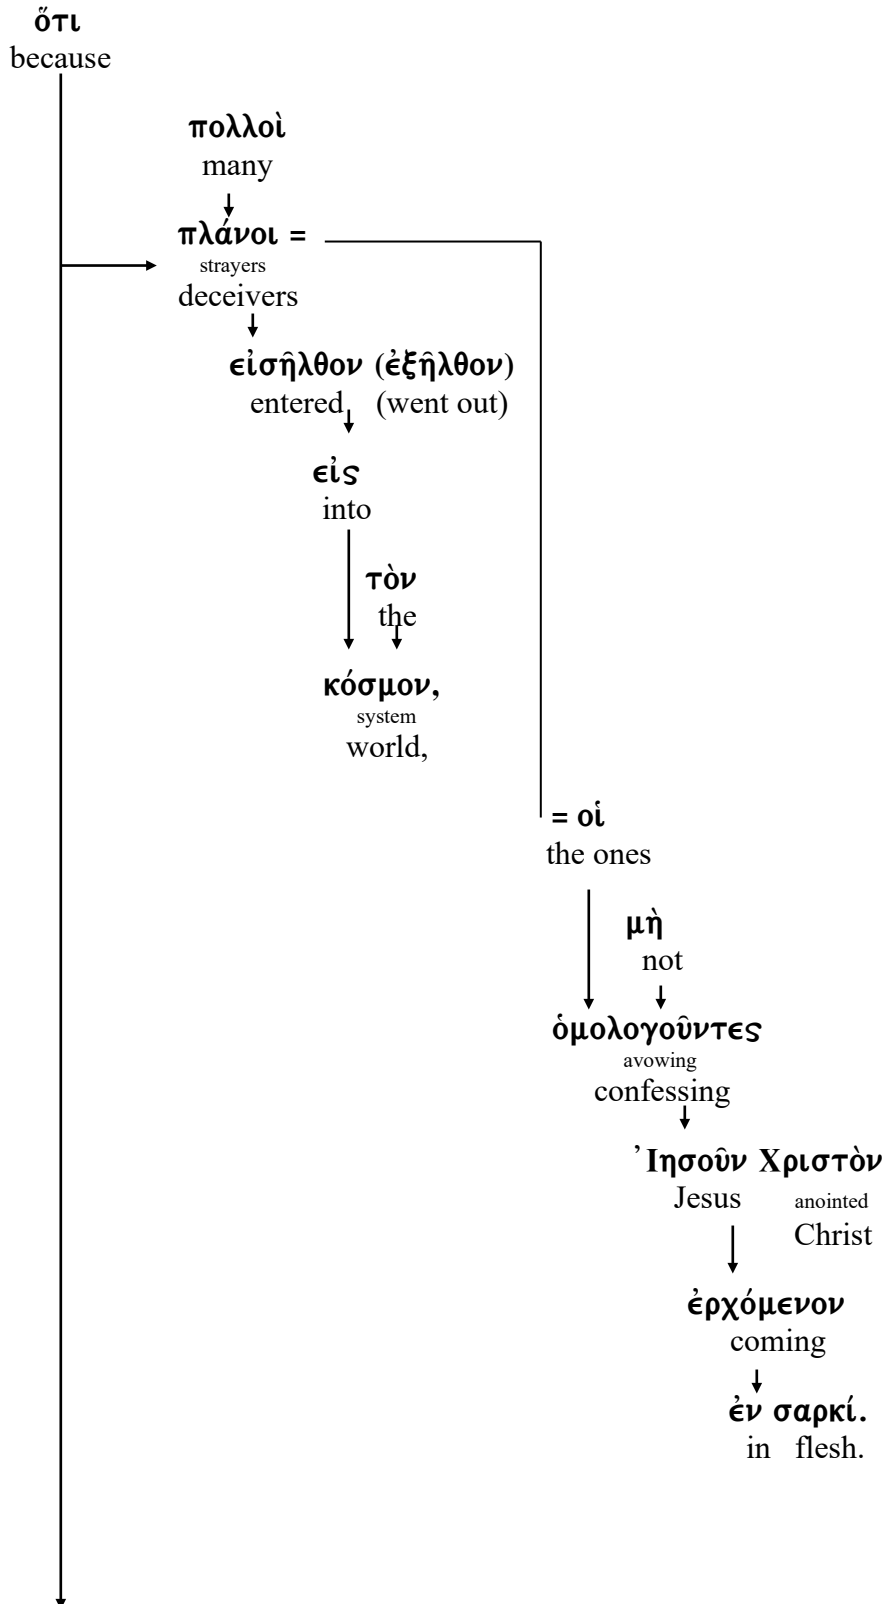 ὅτι
because
πολλοὶ
many
πλάνοι =
strayers
deceivers
εἰσῆλθον (ἐξῆλθον)
entered (went out)
εἰς
into
τὸν
the
κόσμον,
system
world,
= οἱ
the ones
μὴ
not
ὁμολογοῦντες
avowing
confessing
᾿Ιησοῦν Χριστὸν
Jesus anointed
Christ
ἐρχόμενον
coming
ἐν σαρκί.
in flesh.